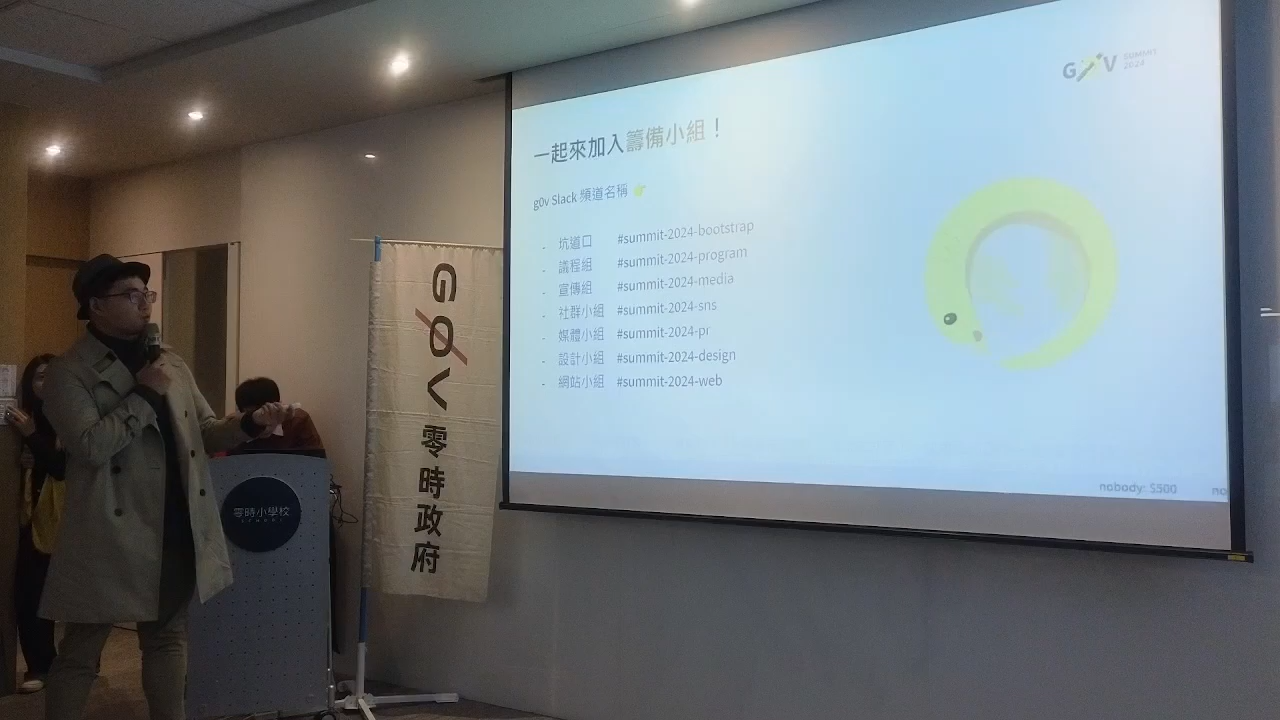 G0V SUMMIT
2024
一起來加入籌備小組！
g0v Slack 頻道名稱 👉
- 坑道口 #summit-2024-bootstrap
- 議程組 #summit-2024-program
- 宣傳組 #summit-2024-media
- 社群小組 #summit-2024-sns
- 媒體小組 #summit-2024-pr
- 設計小組 #summit-2024-design
- 網站小組 #summit-2024-web
nobody: $500 no
G0V 零時政府
零時小學校
SCHOOL